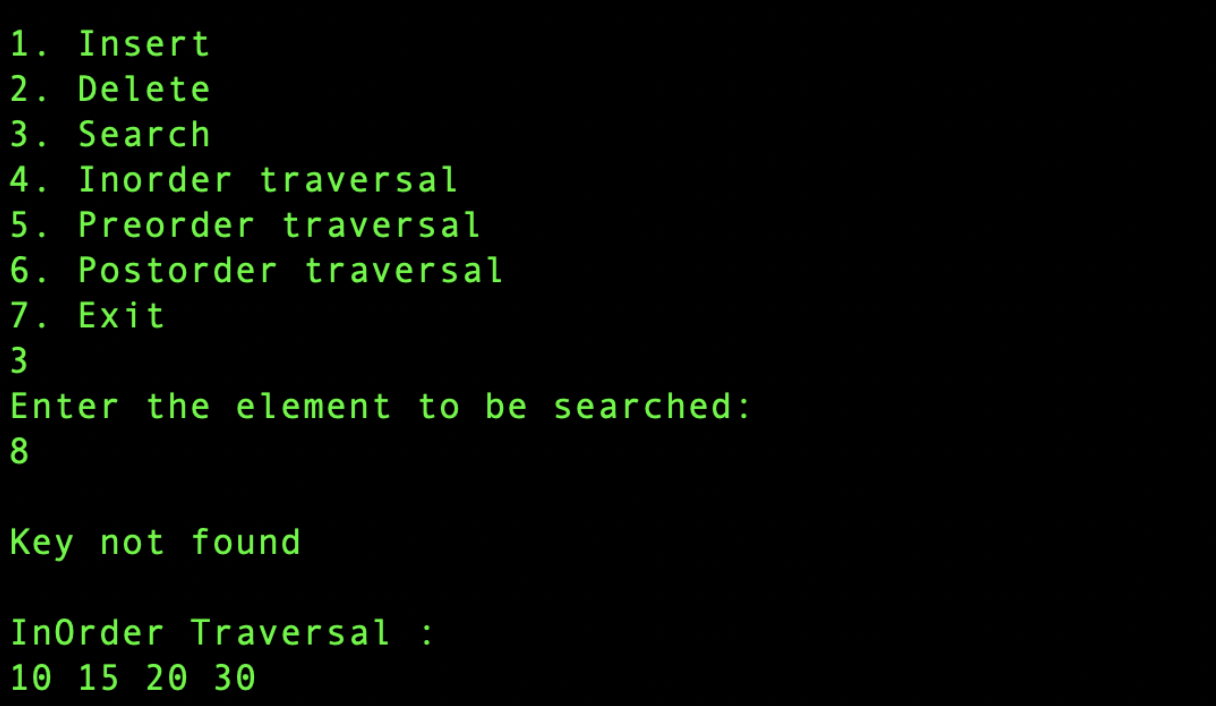 1. Insert
2. Delete
3. Search
4. Inorder traversal
5. Preorder traversal
6. Postorder traversal
7. Exit
3
Enter the element to be searched:
8
Key not found
InOrder Traversal :
10 15 20 30